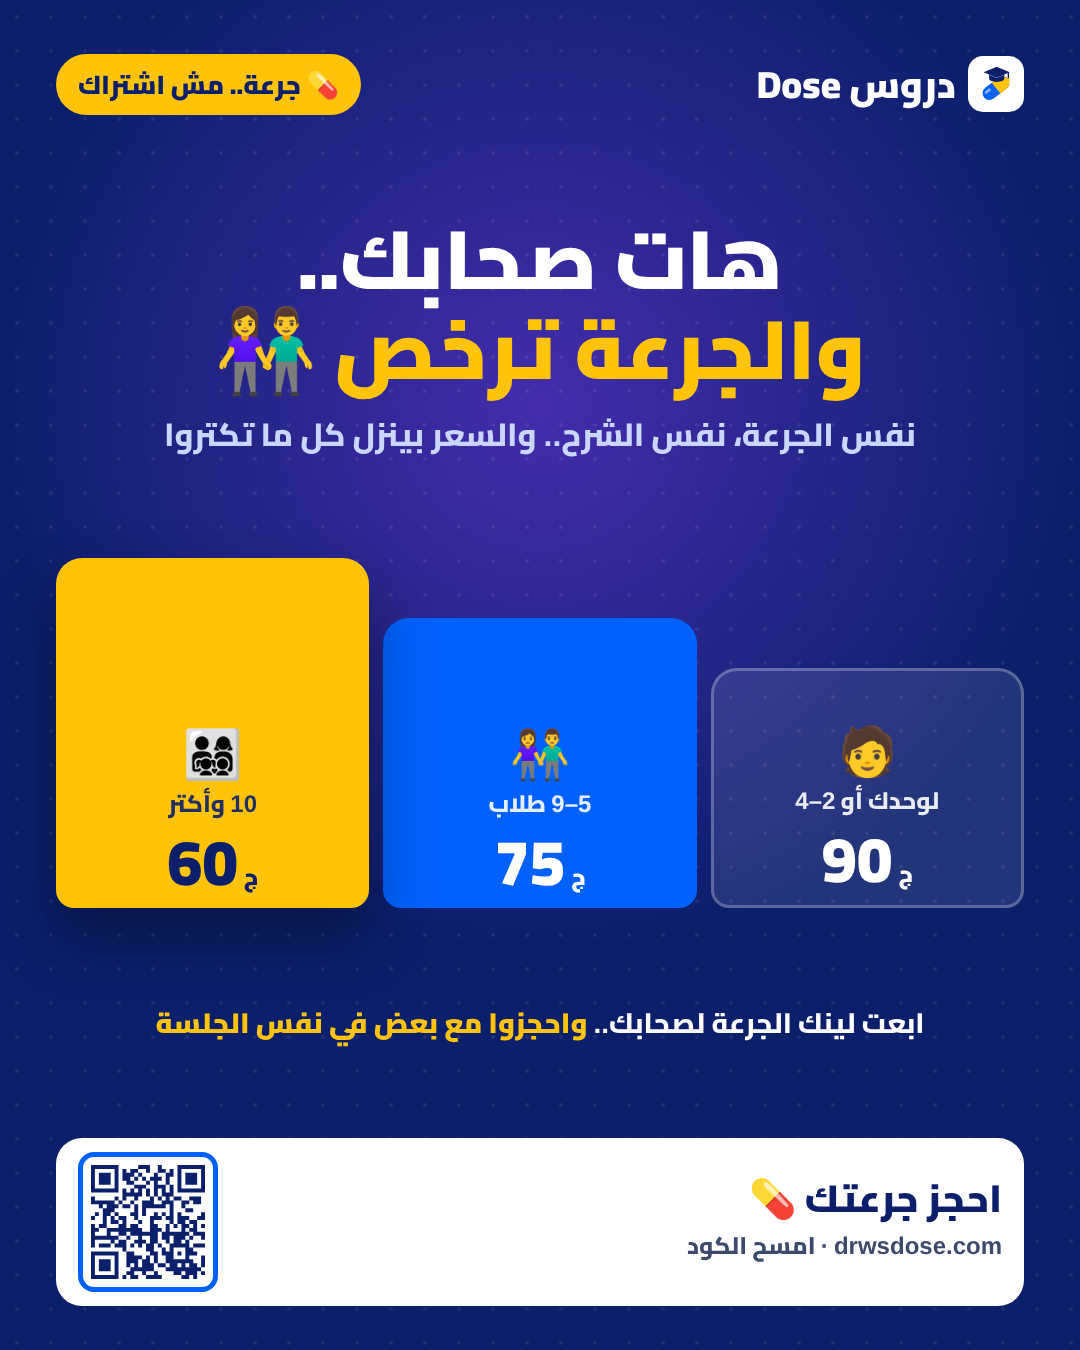 دروس Dose
جرعة.. مش اشتراك
هات صحابك..
والجرعة ترخص
نفس الجرعة، نفس الشرح.. والسعر بينزل كل ما تكتروا
لوحدك أو 2–4
90 ج
5–9 طلاب
75 ج
10 وأكتر
60 ج
ابعت لينك الجرعة لصحابك.. واحجزوا مع بعض في نفس الجلسة
احجز جرعتك
drwsdose.com · امسح الكود